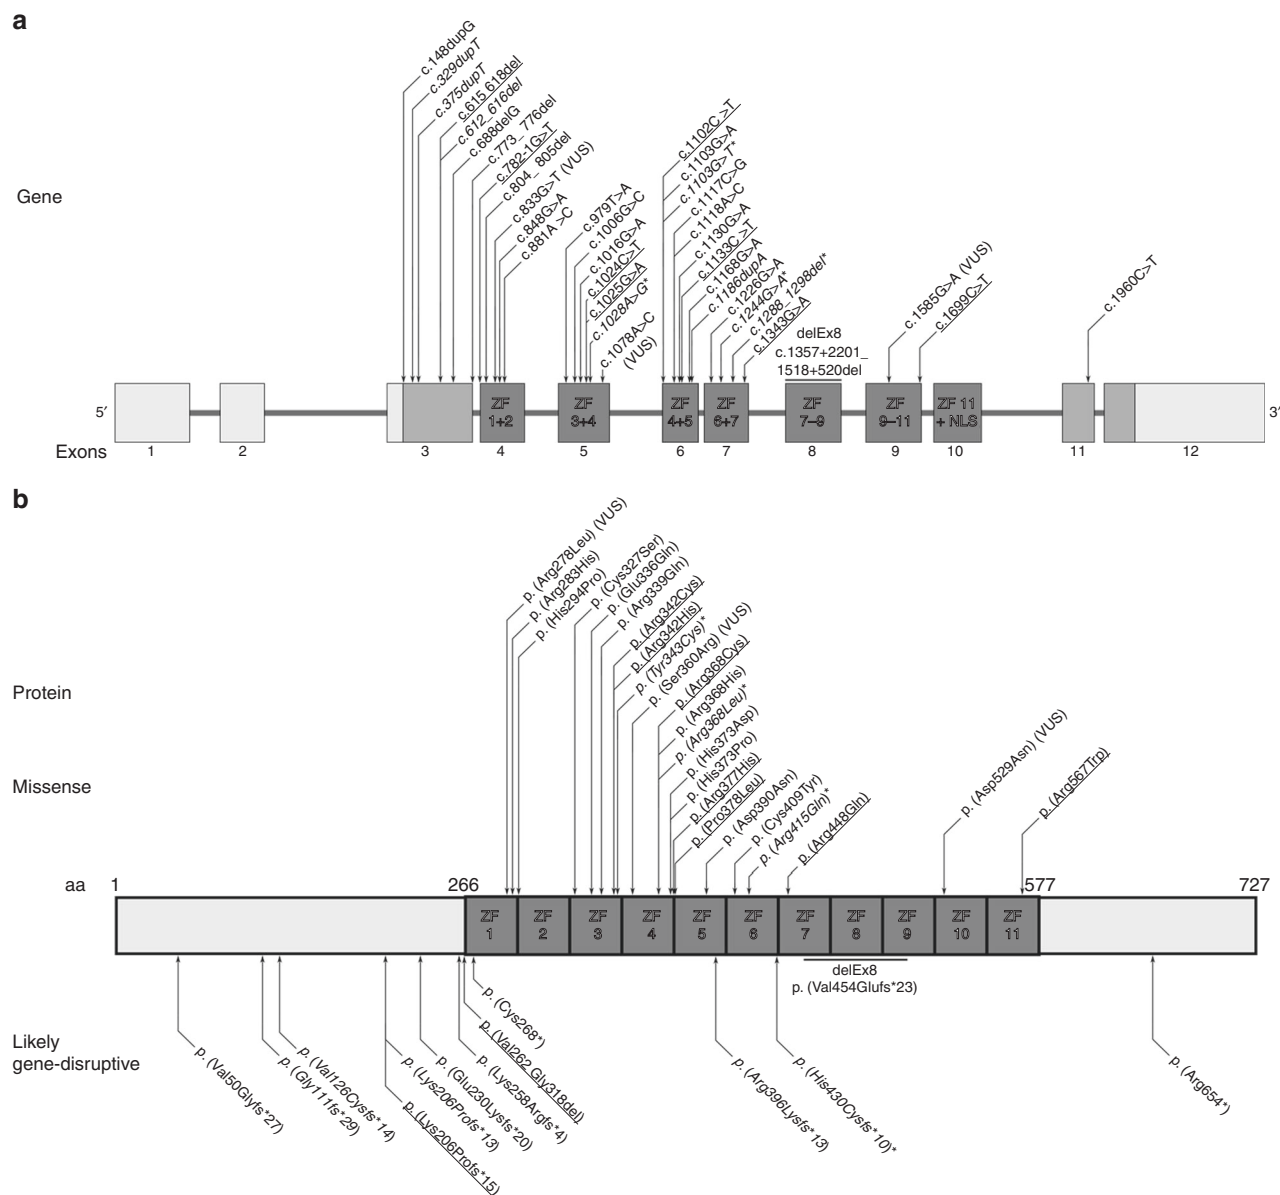 a
Gene
c.148dupG
c.329dupT
c.375dupT
c.615_618del
c.612_616del
c.688delG
c.773_776del
c.782-1G>T
c.804_805del
c.833G>T (VUS)
c.848G>A
c.881A >C
c.979T>A
c.1006G>C
c.1016G>A
c.1024C>T
c.1025G>A
c.1028A>G*
c.1078A>C
(VUS)
c.1102C >T
c.1103G>A
c.1103G>T*
c.1117C>G
c.1118A>C
c.1130G>A
c.1133C >T
c.1168G>A
c.1186dupA
c.1226G>A
c.1244G>A*
c.1288_1298del*
c.1343G>A
delEx8
c.1357+2201_
1518+520del
c.1585G>A (VUS)
c.1699C>T
c.1960C>T
5′
ZF
1+2
ZF
3+4
ZF
4+5
ZF
6+7
ZF
7–9
ZF
9–11
ZF 11
+ NLS
3′
Exons
1
2
3
4
5
6
7
8
9
10
11
12
b
Protein
Missense
p. (Arg278Leu) (VUS)
p. (Arg283His)
p. (His294Pro)
p. (Cys327Ser)
p. (Glu336Gln)
p. (Arg339Gln)
p. (Arg342Cys)
p. (Arg342His)
p. (Tyr343Cys)*
p. (Ser360Arg) (VUS)
p. (Arg368Cys)
p. (Arg368His)
p. (Arg368Leu)*
p. (His373Asp)
p. (His373Pro)
p. (Arg377His)
p. (Pro378Leu)
p. (Asp390Asn)
p. (Cys409Tyr)
p. (Arg415Gln)*
p. (Arg448Gln)
p. (Asp529Asn) (VUS)
p. (Arg567Trp)
aa
1
266
577
727
ZF
1
ZF
2
ZF
3
ZF
4
ZF
5
ZF
6
ZF
7
ZF
8
ZF
9
ZF
10
ZF
11
delEx8
p. (Val454Glufs*23)
Likely
gene-disruptive
p. (Val50Glyfs*27)
p. (Gly111fs*29)
p. (Val126Cysfs*14)
p. (Lys206Profs*15)
p. (Lys206Profs*13)
p. (Glu230Lysfs*20)
p. (Lys258Argfs*4)
p. (Val262_Gly318del)
p. (Cys268*)
p. (Arg396Lysfs*13)
p. (His430Cysfs*10)*
p. (Arg654*)